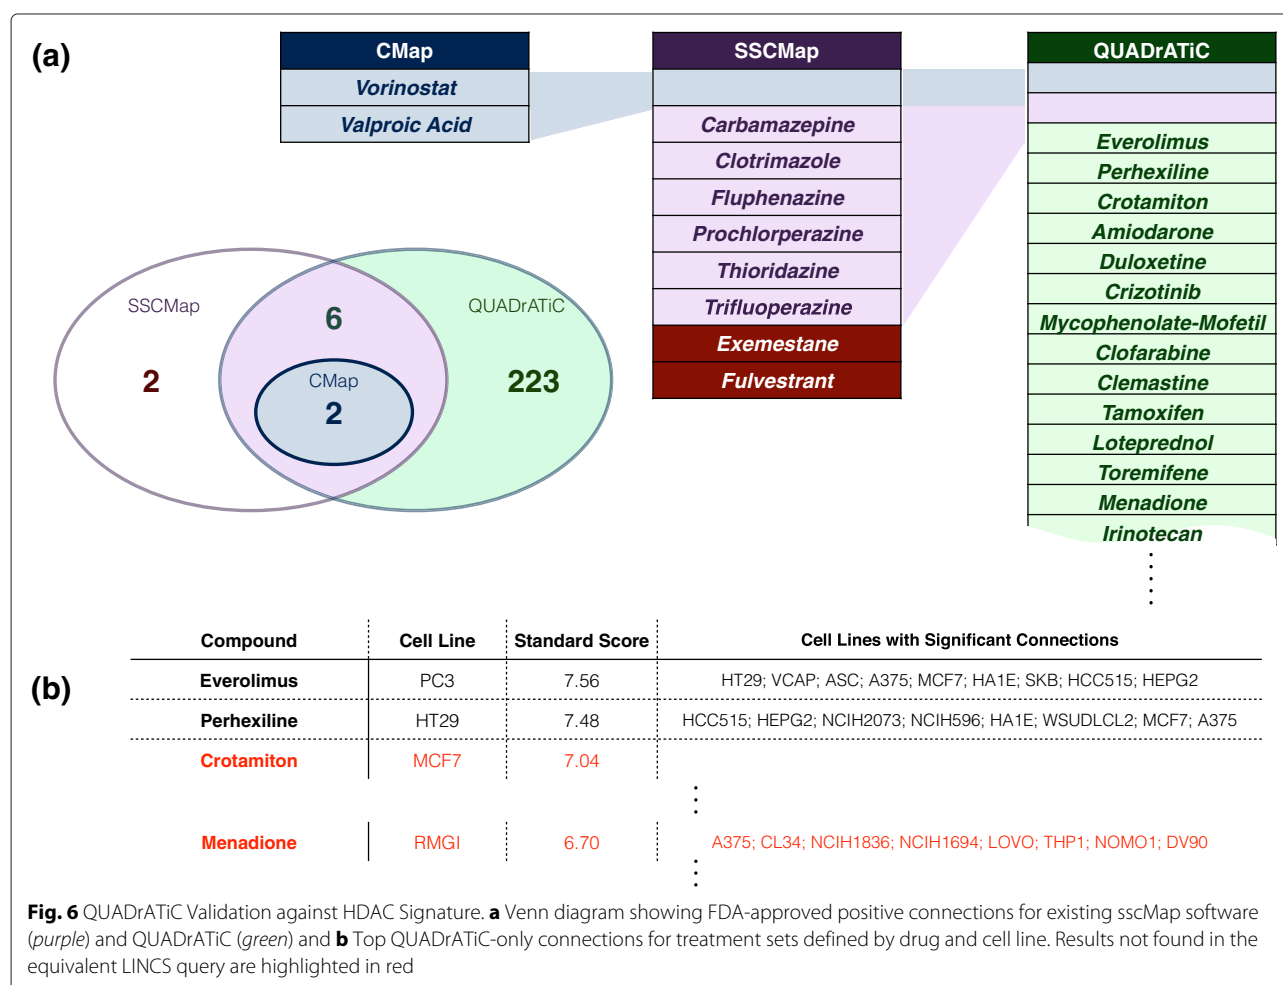 (a)
CMap
Vorinostat
Valproic Acid
SSCMap
Carbamazepine
Clotrimazole
Fluphenazine
Prochlorperazine
Thioridazine
Trifluoperazine
Exemestane
Fulvestrant
QUADrATiC
Everolimus
Perhexiline
Crotamiton
Amiodarone
Duloxetine
Crizotinib
Mycophenolate-Mofetil
Clofarabine
Clemastine
Tamoxifen
Loteprednol
Toremifene
Menadione
Irinotecan
SSCMap
2
6
CMap
2
QUADrATiC
223
(b)
Compound Cell Line Standard Score Cell Lines with Significant Connections
Everolimus PC3 7.56 HT29; VCAP; ASC; A375; MCF7; HA1E; SKB; HCC515; HEPG2
Perhexiline HT29 7.48 HCC515; HEPG2; NCIH2073; NCIH596; HA1E; WSUDLCL2; MCF7; A375
Crotamiton MCF7 7.04
Menadione RMGI 6.70 A375; CL34; NCIH1836; NCIH1694; LOVO; THP1; NOMO1; DV90
Fig. 6 QUADrATiC Validation against HDAC Signature. a Venn diagram showing FDA-approved positive connections for existing sscMap software
(purple) and QUADrATiC (green) and b Top QUADrATiC-only connections for treatment sets defined by drug and cell line. Results not found in the
equivalent LINCS query are highlighted in red